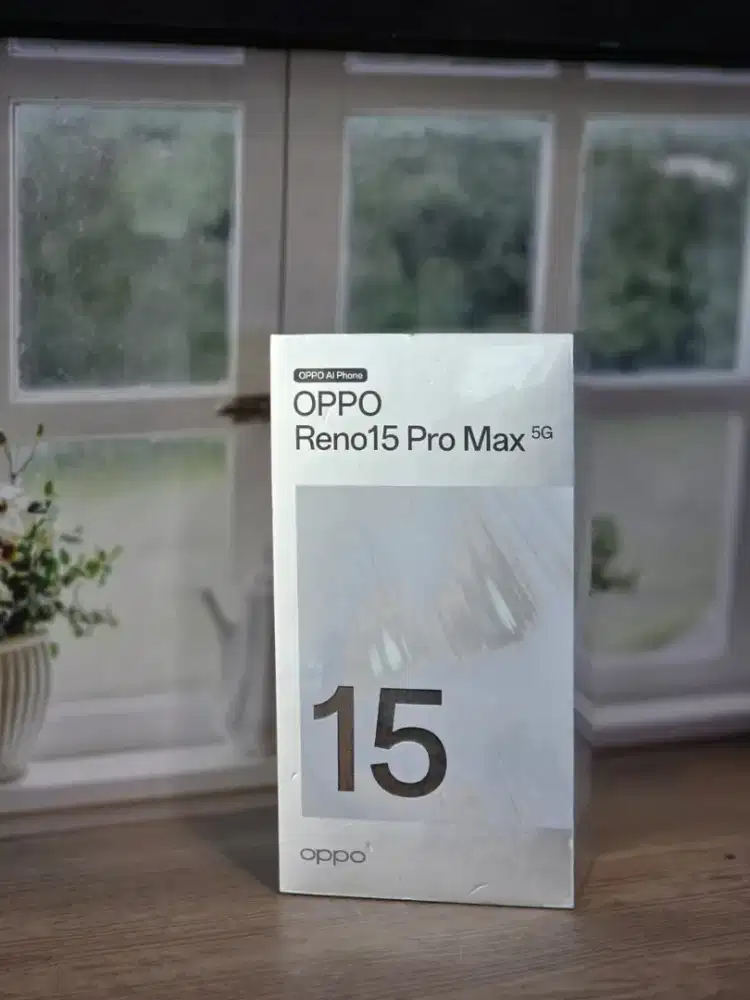 OPPO AI Phone
OPPO
Reno15 Pro Max 5G
15
oppo